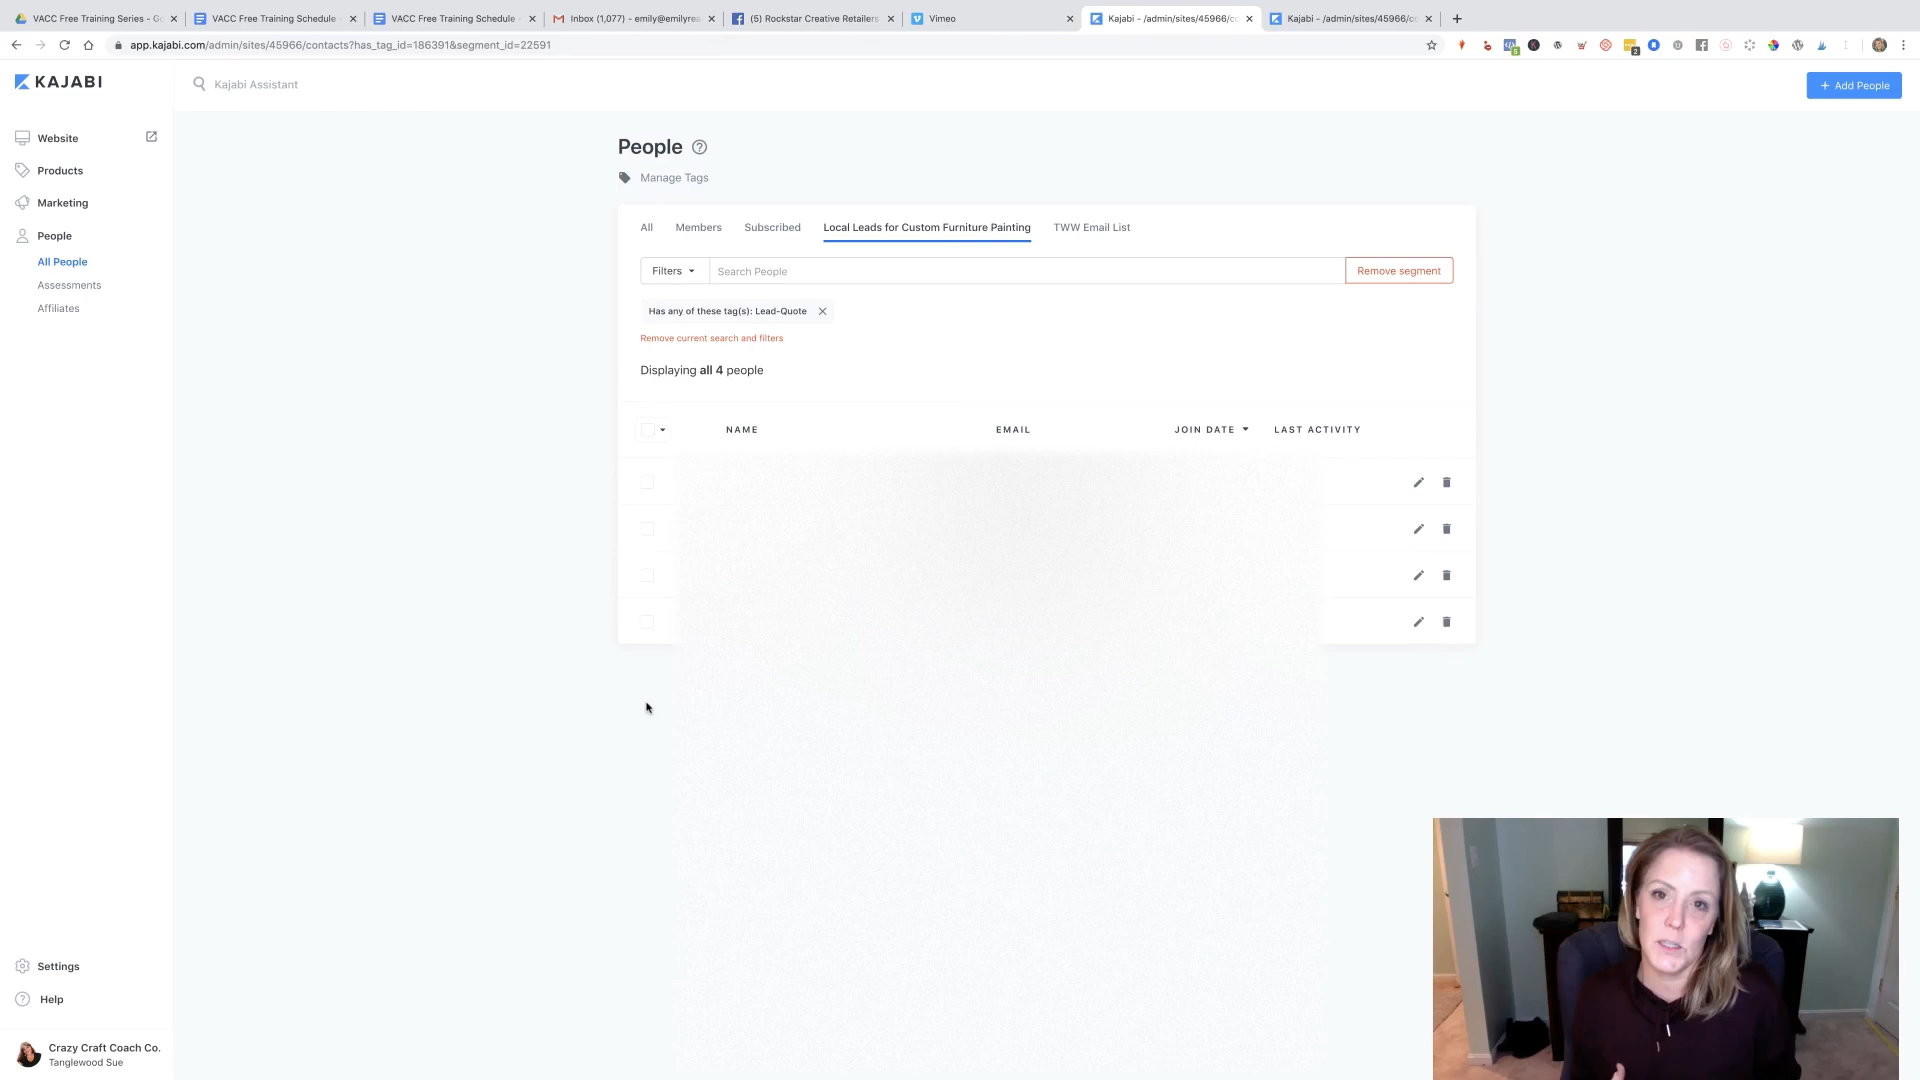 VACC Free Training Series - Go
VACC Free Training Schedule -
VACC Free Training Schedule -
Inbox (1,077) - emily@emilyrea
(5) Rockstar Creative Retailers
Vimeo
Kajabi - /admin/sites/45966/co
Kajabi - /admin/sites/45966/co
app.kajabi.com/admin/sites/45966/contacts?has_tag_id=186391&segment_id=22591
KAJABI
Kajabi Assistant
+ Add People
Website
Products
Marketing
People
All People
Assessments
Affiliates
People
Manage Tags
All Members Subscribed Local Leads for Custom Furniture Painting TWW Email List
Filters Search People Remove segment
Has any of these tag(s): Lead-Quote
Remove current search and filters
Displaying all 4 people
NAME EMAIL JOIN DATE LAST ACTIVITY
Settings
Help
Crazy Craft Coach Co.
Tanglewood Sue